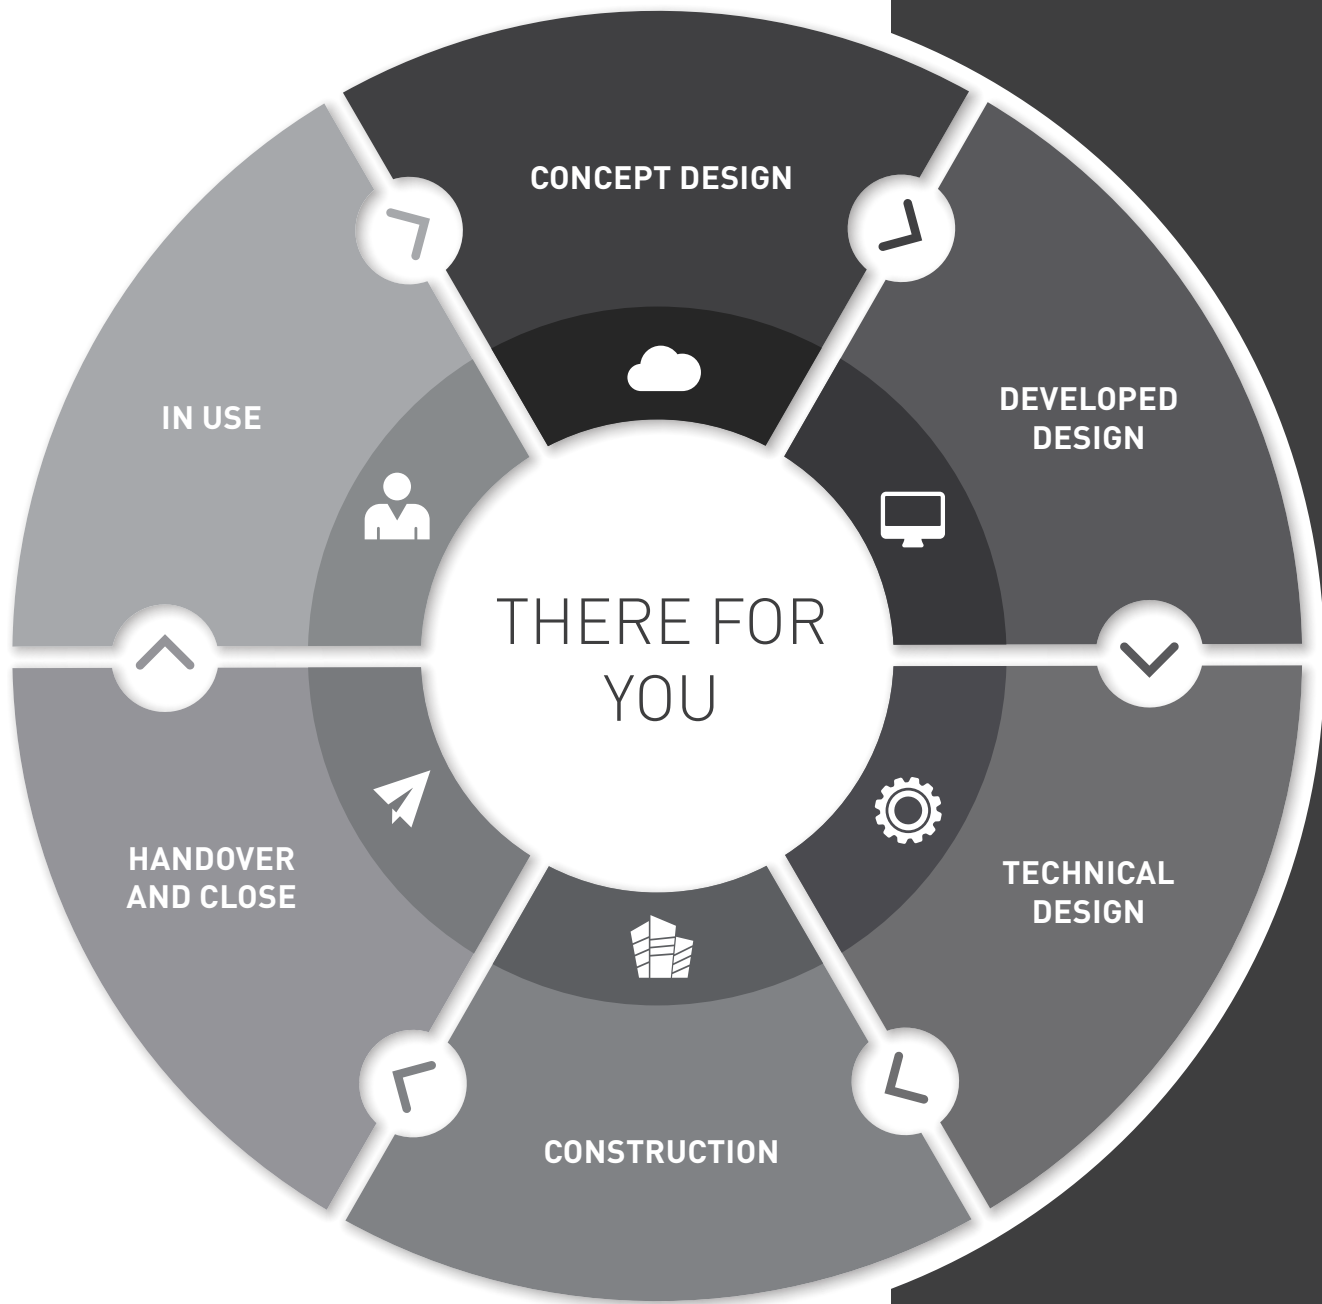 CONCEPT DESIGN
DEVELOPED
DESIGN
TECHNICAL
DESIGN
CONSTRUCTION
HANDOVER
AND CLOSE
IN USE
THERE FOR
YOU